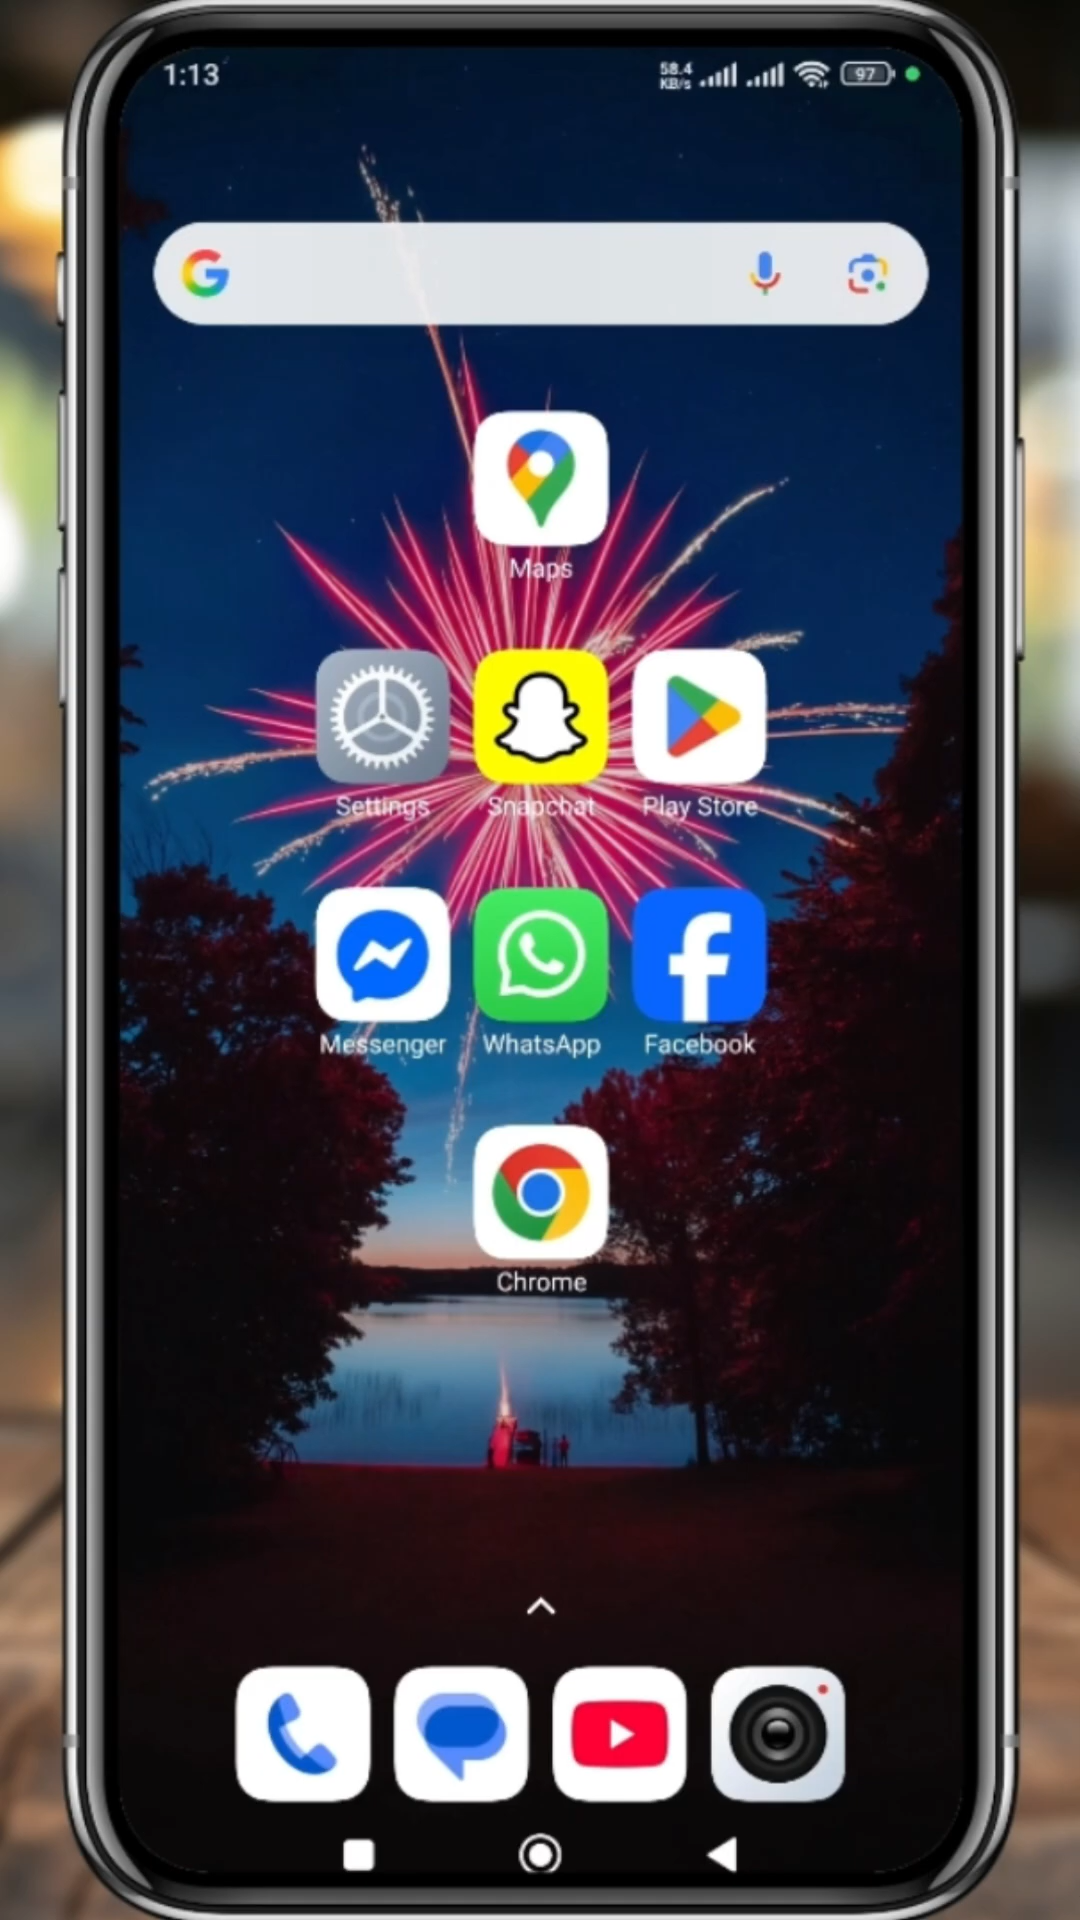 1:13
58.4
KB/s
97
Maps
Settings
Snapchat
Play Store
Messenger
WhatsApp
Facebook
Chrome